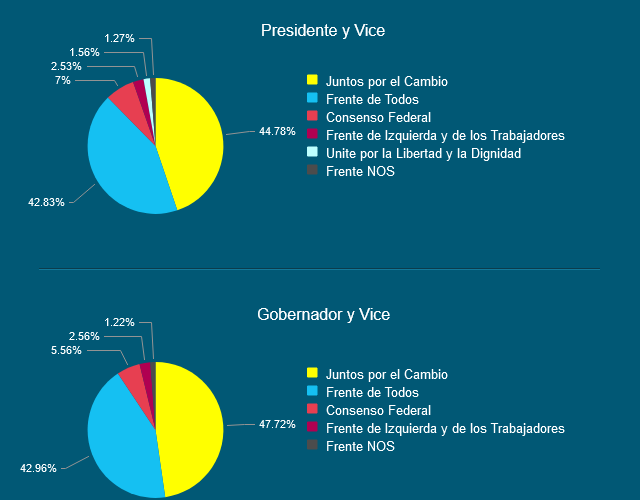 Presidente y Vice
1.27%
1.56%
2.53%
7%
44.78%
42.83%
Juntos por el Cambio
Frente de Todos
Consenso Federal
Frente de Izquierda y de los Trabajadores
Unite por la Libertad y la Dignidad
Frente NOS
Gobernador y Vice
1.22%
2.56%
5.56%
47.72%
42.96%
Juntos por el Cambio
Frente de Todos
Consenso Federal
Frente de Izquierda y de los Trabajadores
Frente NOS